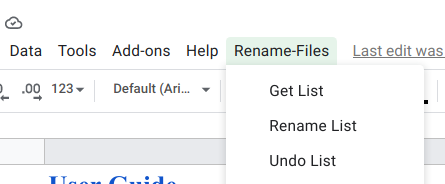 Data Tools Add-ons Help Rename-Files Last edit was
.00 123 Default (Ari...
Get List
Rename List
Undo List
User Guide